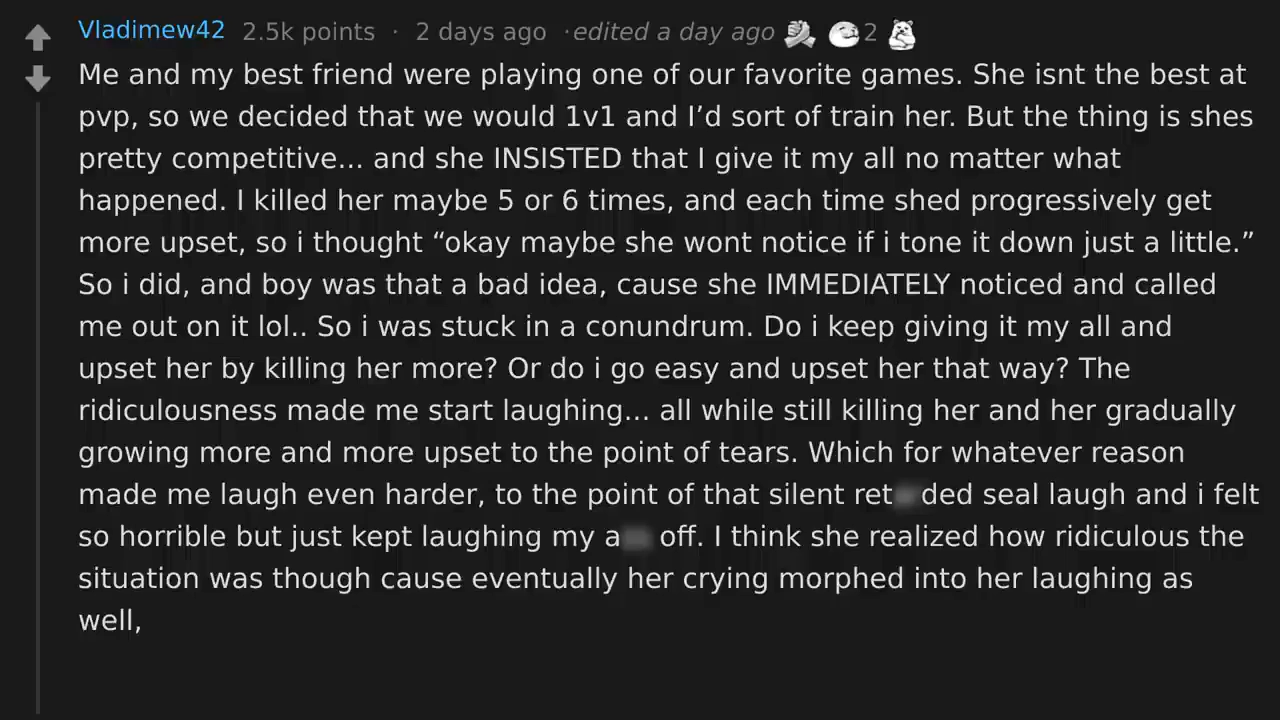 Vladimew42 2.5k points · 2 days ago · edited a day ago 2
Me and my best friend were playing one of our favorite games. She isnt the best at
pvp, so we decided that we would 1v1 and I’d sort of train her. But the thing is shes
pretty competitive... and she INSISTED that I give it my all no matter what
happened. I killed her maybe 5 or 6 times, and each time shed progressively get
more upset, so i thought “okay maybe she wont notice if i tone it down just a little.”
So i did, and boy was that a bad idea, cause she IMMEDIATELY noticed and called
me out on it lol.. So i was stuck in a conundrum. Do i keep giving it my all and
upset her by killing her more? Or do i go easy and upset her that way? The
ridiculousness made me start laughing... all while still killing her and her gradually
growing more and more upset to the point of tears. Which for whatever reason
made me laugh even harder, to the point of that silent ret ded seal laugh and i felt
so horrible but just kept laughing my a off. I think she realized how ridiculous the
situation was though cause eventually her crying morphed into her laughing as
well,